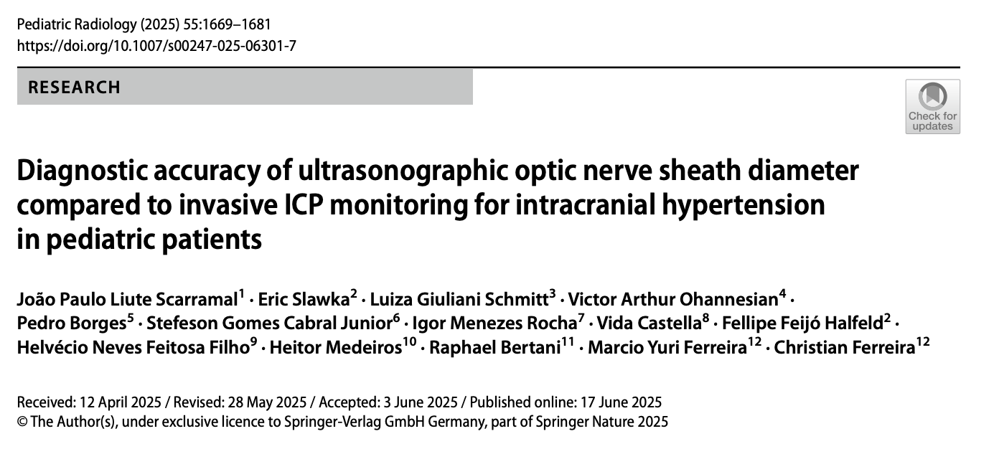 Pediatric Radiology (2025) 55:1669–1681
https://doi.org/10.1007/s00247-025-06301-7
RESEARCH
Check for
updates
Diagnostic accuracy of ultrasonographic optic nerve sheath diameter
compared to invasive ICP monitoring for intracranial hypertension
in pediatric patients
João Paulo Liute Scarramal¹ · Eric Slawka² · Luiza Giuliani Schmitt³ · Victor Arthur Ohannesian⁴ ·
Pedro Borges⁵ · Stefeson Gomes Cabral Junior⁶ · Igor Menezes Rocha⁷ · Vida Castella⁸ · Fellipe Feijó Halfeld² ·
Helvécio Neves Feitosa Filho⁹ · Heitor Medeiros¹⁰ · Raphael Bertani¹¹ · Marcio Yuri Ferreira¹² · Christian Ferreira¹²
Received: 12 April 2025 / Revised: 28 May 2025 / Accepted: 3 June 2025 / Published online: 17 June 2025
© The Author(s), under exclusive licence to Springer-Verlag GmbH Germany, part of Springer Nature 2025